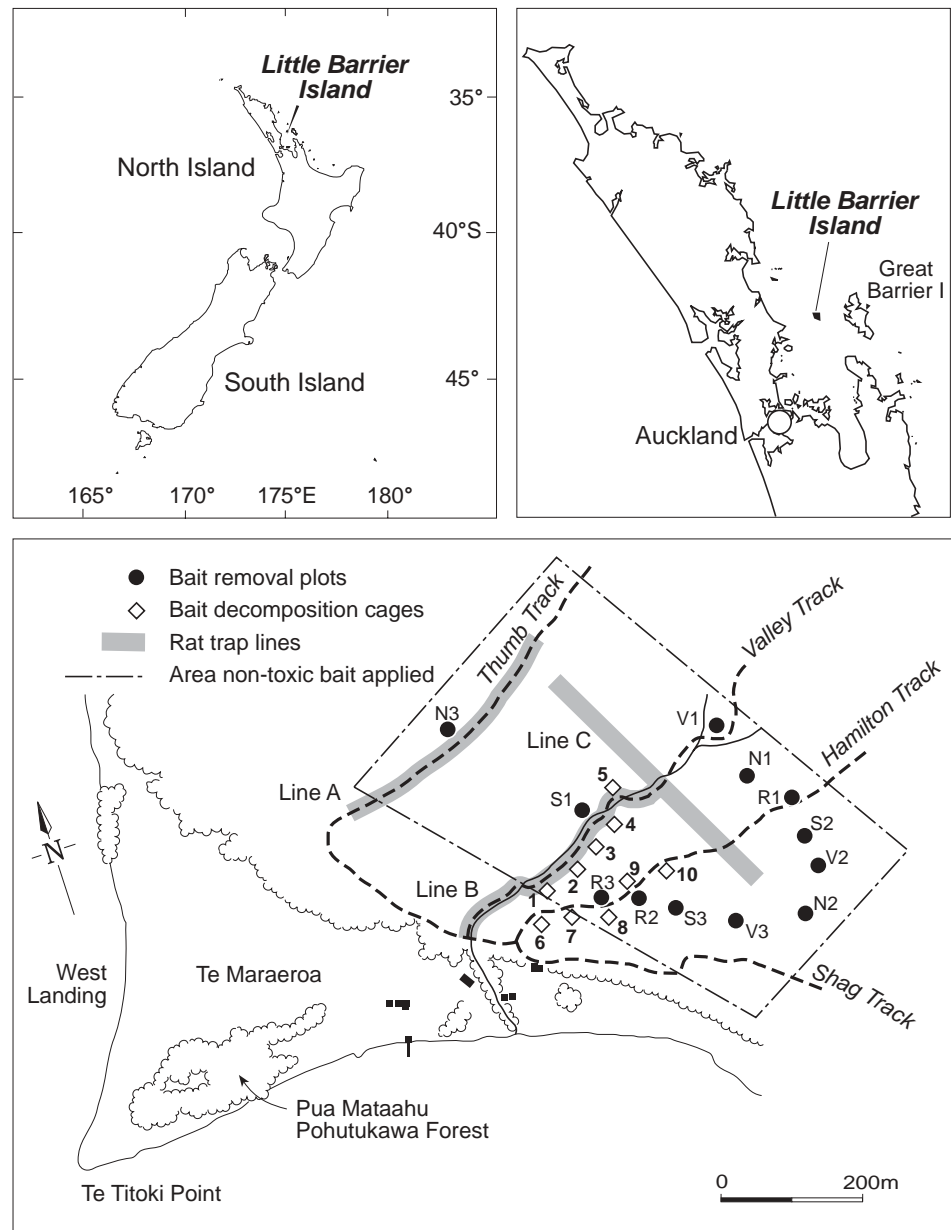 Little Barrier
Island
35°
North Island
40°S
South Island
45°
165°
170°
175°E
180°
Little Barrier
Island
Great
Barrier I
Auckland
Bait removal plots
Bait decomposition cages
Rat trap lines
Area non-toxic bait applied
Thumb Track
Valley Track
Hamilton Track
N3
V1
Line C
N1
Line A
5
S1
R1
4
S2
3
V2
N
Line B
2
9
10
1
R3
R2
S3
N2
6
7
8
V3
West
Landing
Te Maraeroa
Shag Track
Pua Mataahu
Pohutukawa Forest
Te Titoki Point
0
200m